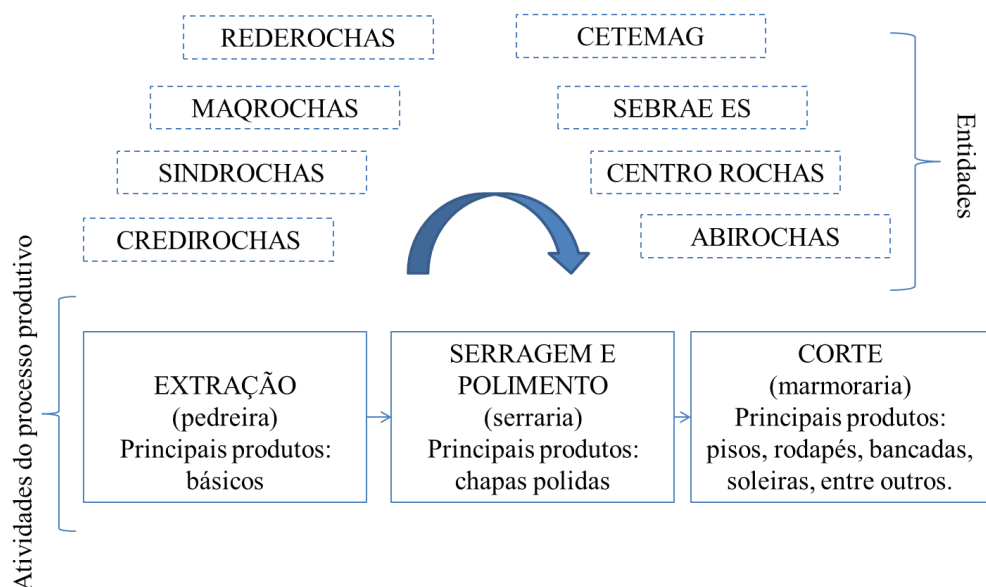 REDEROCHAS
CETEMAG
MAQROCHAS
SEBRAE ES
SINDROCHAS
CENTRO ROCHAS
CREDIROCHAS
ABIROCHAS
Entidades
Atividades do processo produtivo
EXTRAÇÃO
(pedreira)
Principais produtos:
básicos
SERRAGEM E
POLIMENTO
(serraria)
Principais produtos:
chapas polidas
CORTE
(marmoraria)
Principais produtos:
pisos, rodapés, bancadas,
soleiras, entre outros.